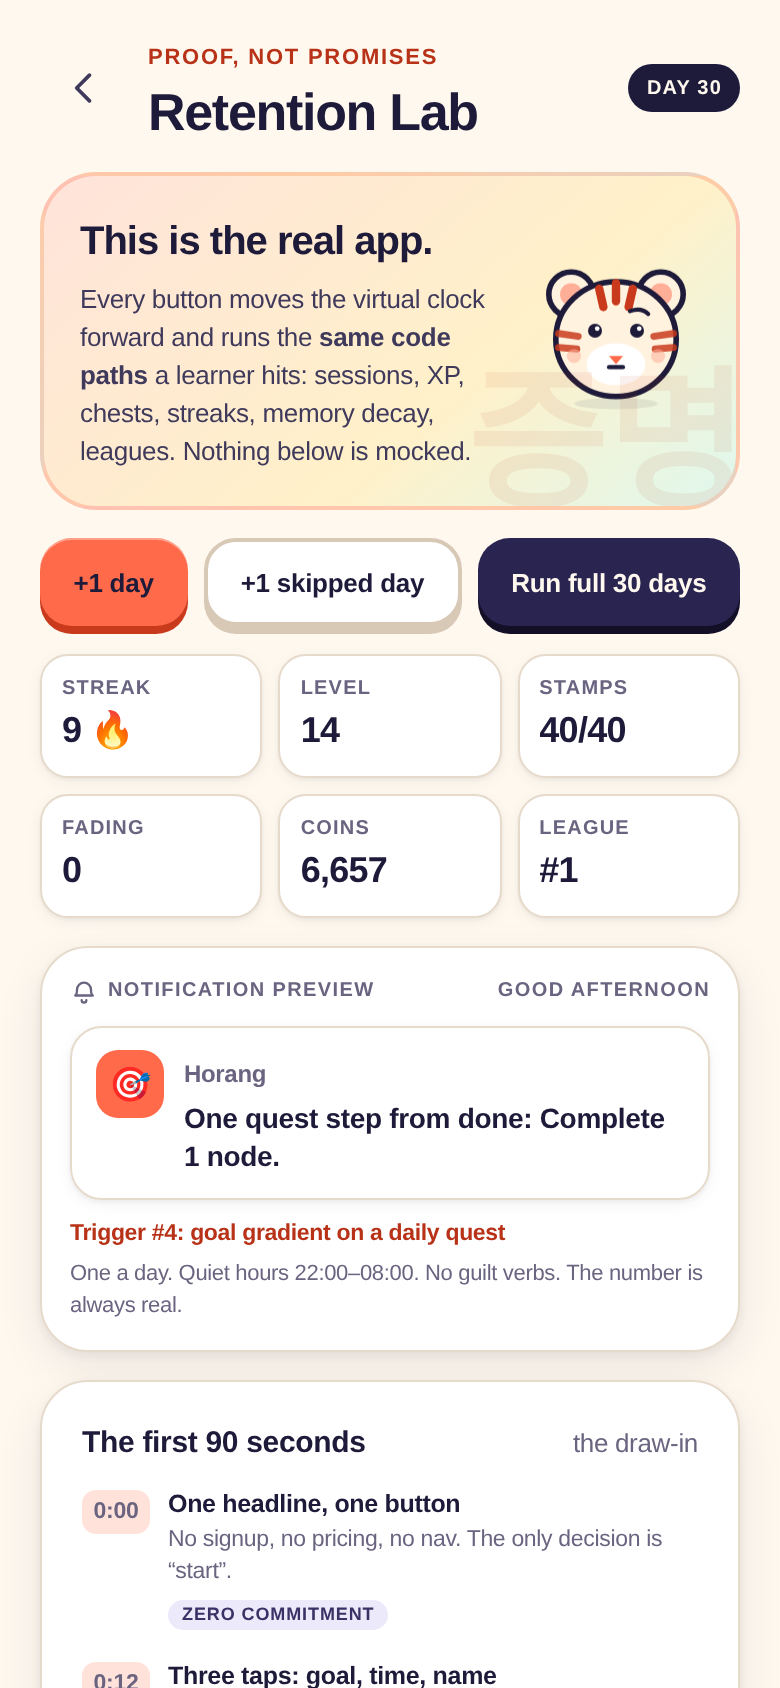 PROOF, NOT PROMISES
Retention Lab
DAY 30
This is the real app.
Every button moves the virtual clock
forward and runs the same code
paths a learner hits: sessions, XP,
chests, streaks, memory decay,
leagues. Nothing below is mocked.
증명
+1 day
+1 skipped day
Run full 30 days
STREAK
9 🔥
LEVEL
14
STAMPS
40/40
FADING
0
COINS
6,657
LEAGUE
#1
NOTIFICATION PREVIEW
GOOD AFTERNOON
Horang
One quest step from done: Complete
1 node.
Trigger #4: goal gradient on a daily quest
One a day. Quiet hours 22:00–08:00. No guilt verbs. The number is
always real.
The first 90 seconds
the draw-in
0:00
One headline, one button
No signup, no pricing, no nav. The only decision is
“start”.
ZERO COMMITMENT
0:12
Three taps: goal, time, name